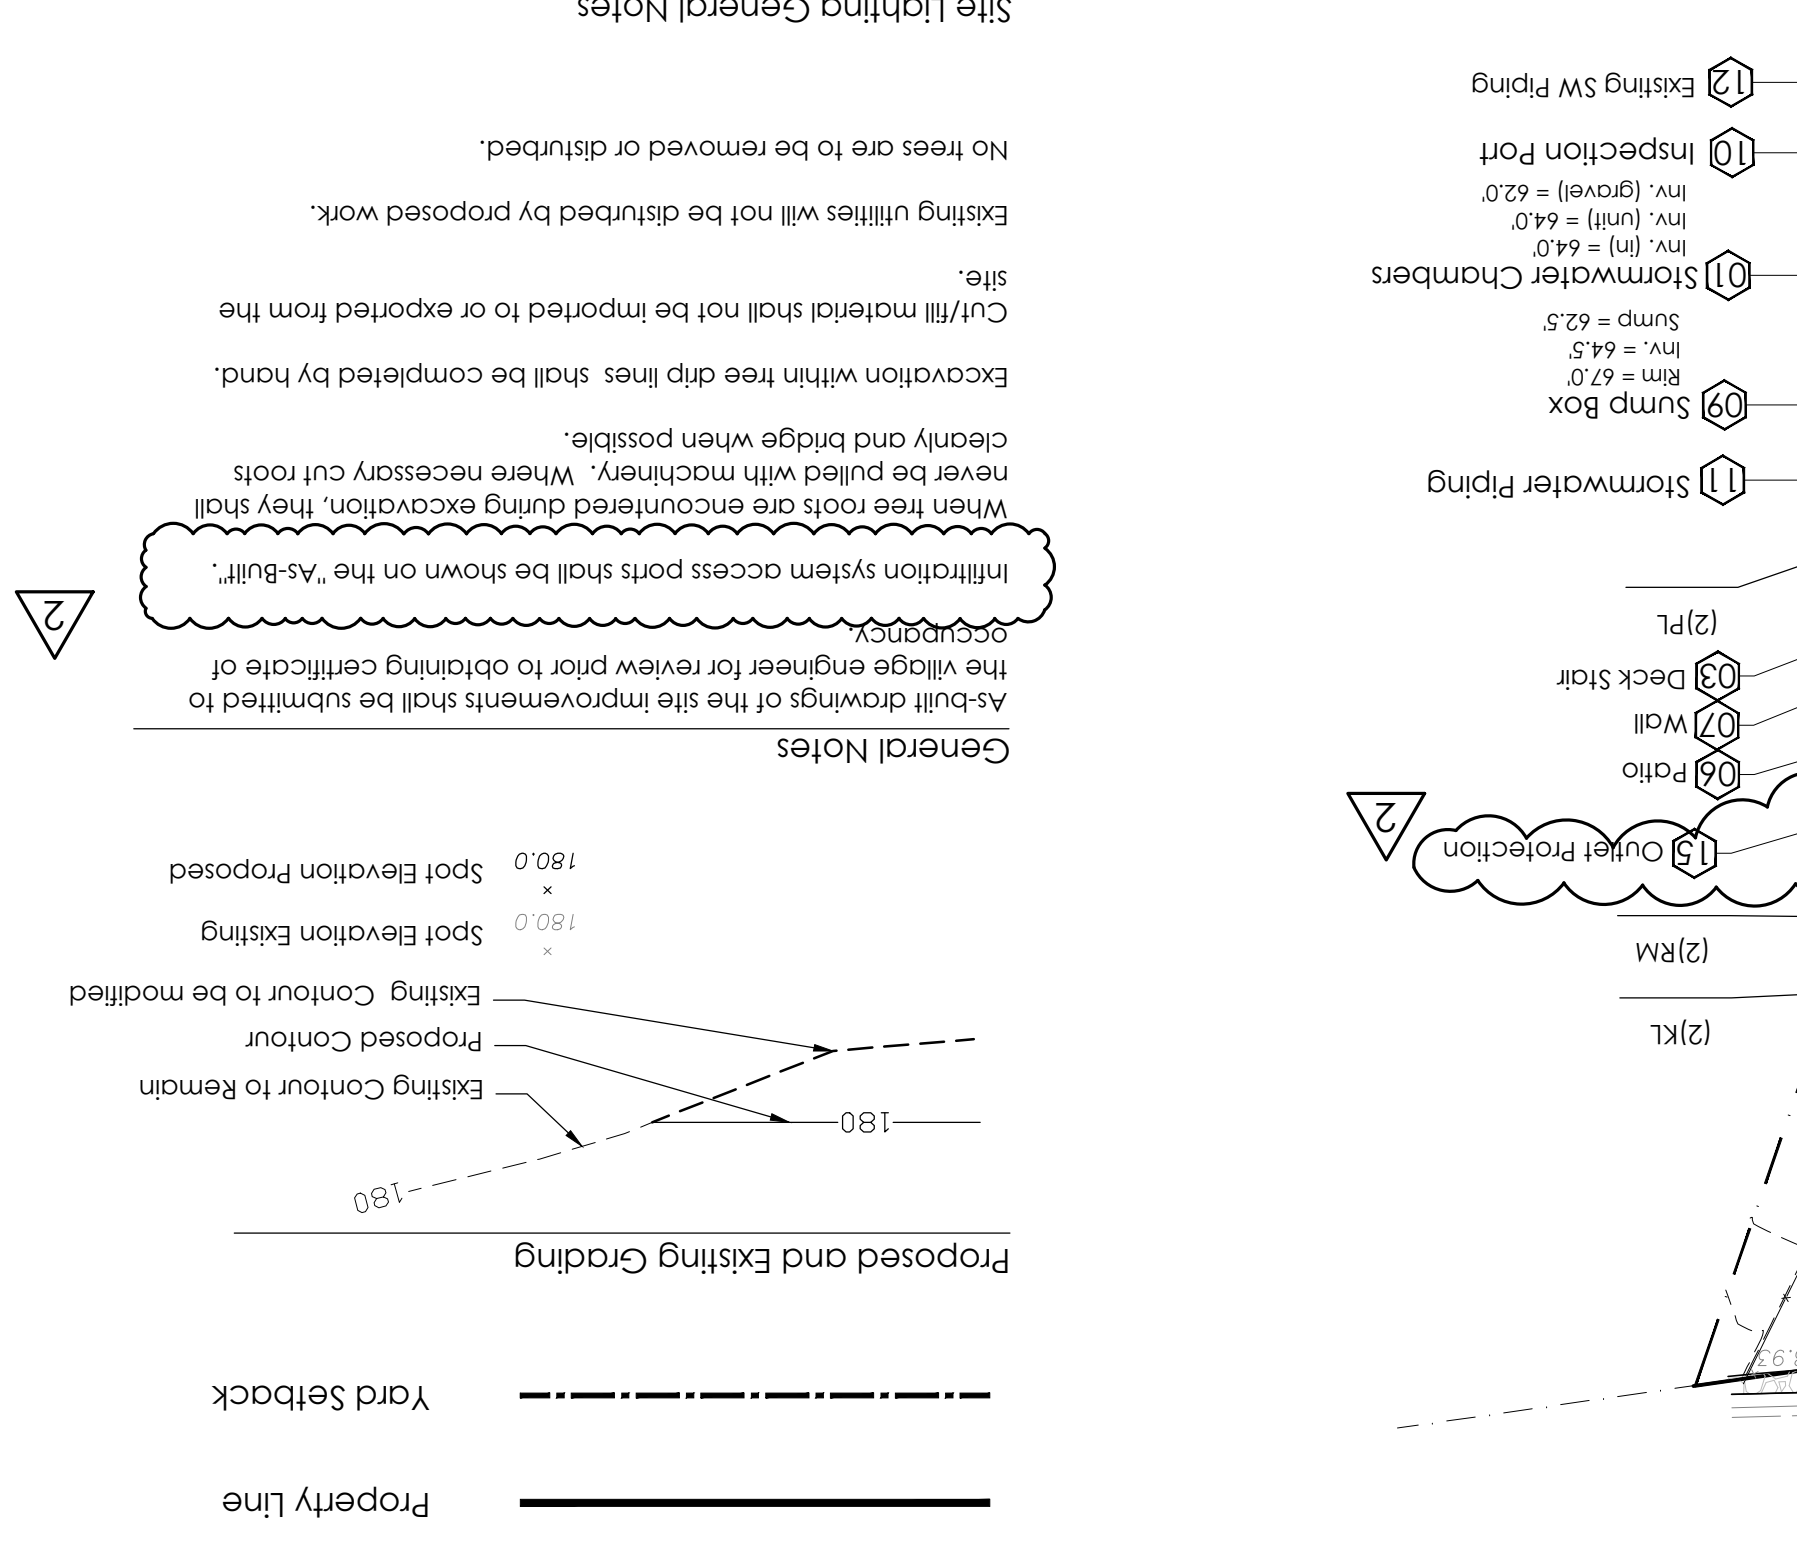 (2)KL
(2)RM
15 Outlet Protection
2
06 Patio
07 Wall
03 Deck Stair
(2)PL
11 Stormwater Piping
09 Sump Box
Rim = 67.0'
Inv. = 64.5'
Sump = 62.5'
01 Stormwater Chambers
Inv. (in) = 64.0'
Inv. (unit) = 64.0'
Inv. (gravel) = 62.0'
10 Inspection Port
12 Existing SW Piping
Property Line
Yard Setback
Proposed and Existing Grading
180
180
Existing Contour to Remain
Proposed Contour
Existing Contour to be modified
180.0 Spot Elevation Existing
180.0 Spot Elevation Proposed
General Notes
As-built drawings of the site improvements shall be submitted to
the village engineer for review prior to obtaining certificate of
occupancy.
2
Infiltration system access ports shall be shown on the "As-Built".
When tree roots are encountered during excavation, they shall
never be pulled with machinery. Where necessary cut roots
cleanly and bridge when possible.
Excavation within tree drip lines shall be completed by hand.
Cut/fill material shall not be imported to or exported from the
site.
Existing utilities will not be disturbed by proposed work.
No trees are to be removed or disturbed.
Site Lighting General Notes